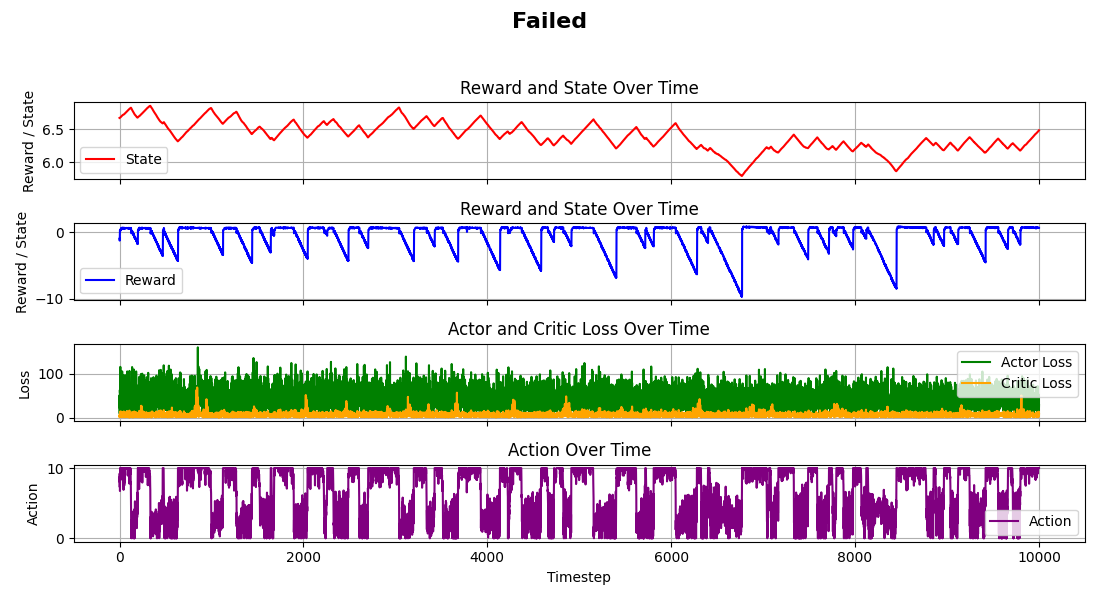 Failed
Reward and State Over Time
Reward / State
6.5
6.0
State
Reward and State Over Time
Reward / State
0
−10
Reward
Actor and Critic Loss Over Time
Loss
100
0
Actor Loss
Critic Loss
Action Over Time
Action
10
0
Action
0 2000 4000 6000 8000 10000
Timestep